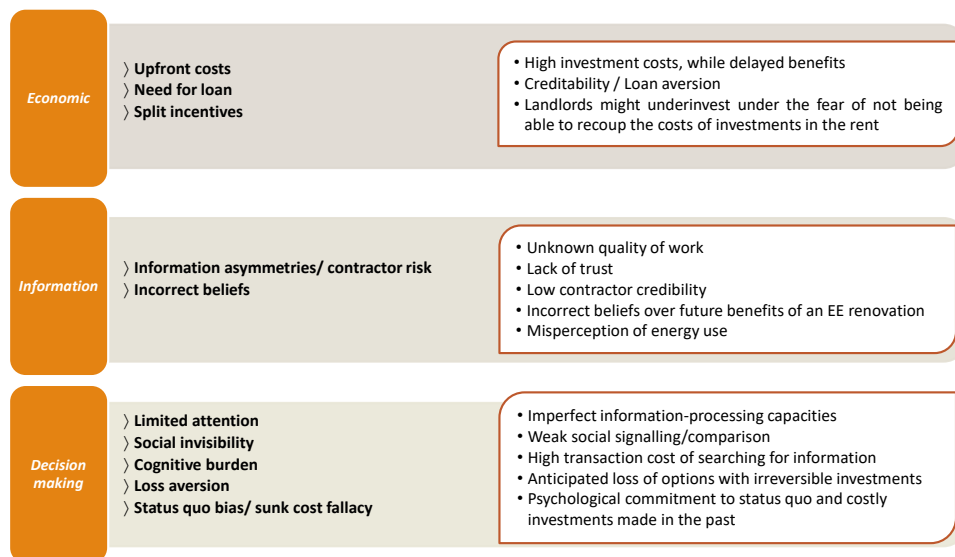 Economic
〉Upfront costs
〉Need for loan
〉Split incentives
• High investment costs, while delayed benefits
• Creditability / Loan aversion
• Landlords might underinvest under the fear of not being
able to recoup the costs of investments in the rent
Information
〉Information asymmetries/ contractor risk
〉Incorrect beliefs
• Unknown quality of work
• Lack of trust
• Low contractor credibility
• Incorrect beliefs over future benefits of an EE renovation
• Misperception of energy use
Decision
making
〉Limited attention
〉Social invisibility
〉Cognitive burden
〉Loss aversion
〉Status quo bias/ sunk cost fallacy
• Imperfect information-processing capacities
• Weak social signalling/comparison
• High transaction cost of searching for information
• Anticipated loss of options with irreversible investments
• Psychological commitment to status quo and costly
investments made in the past